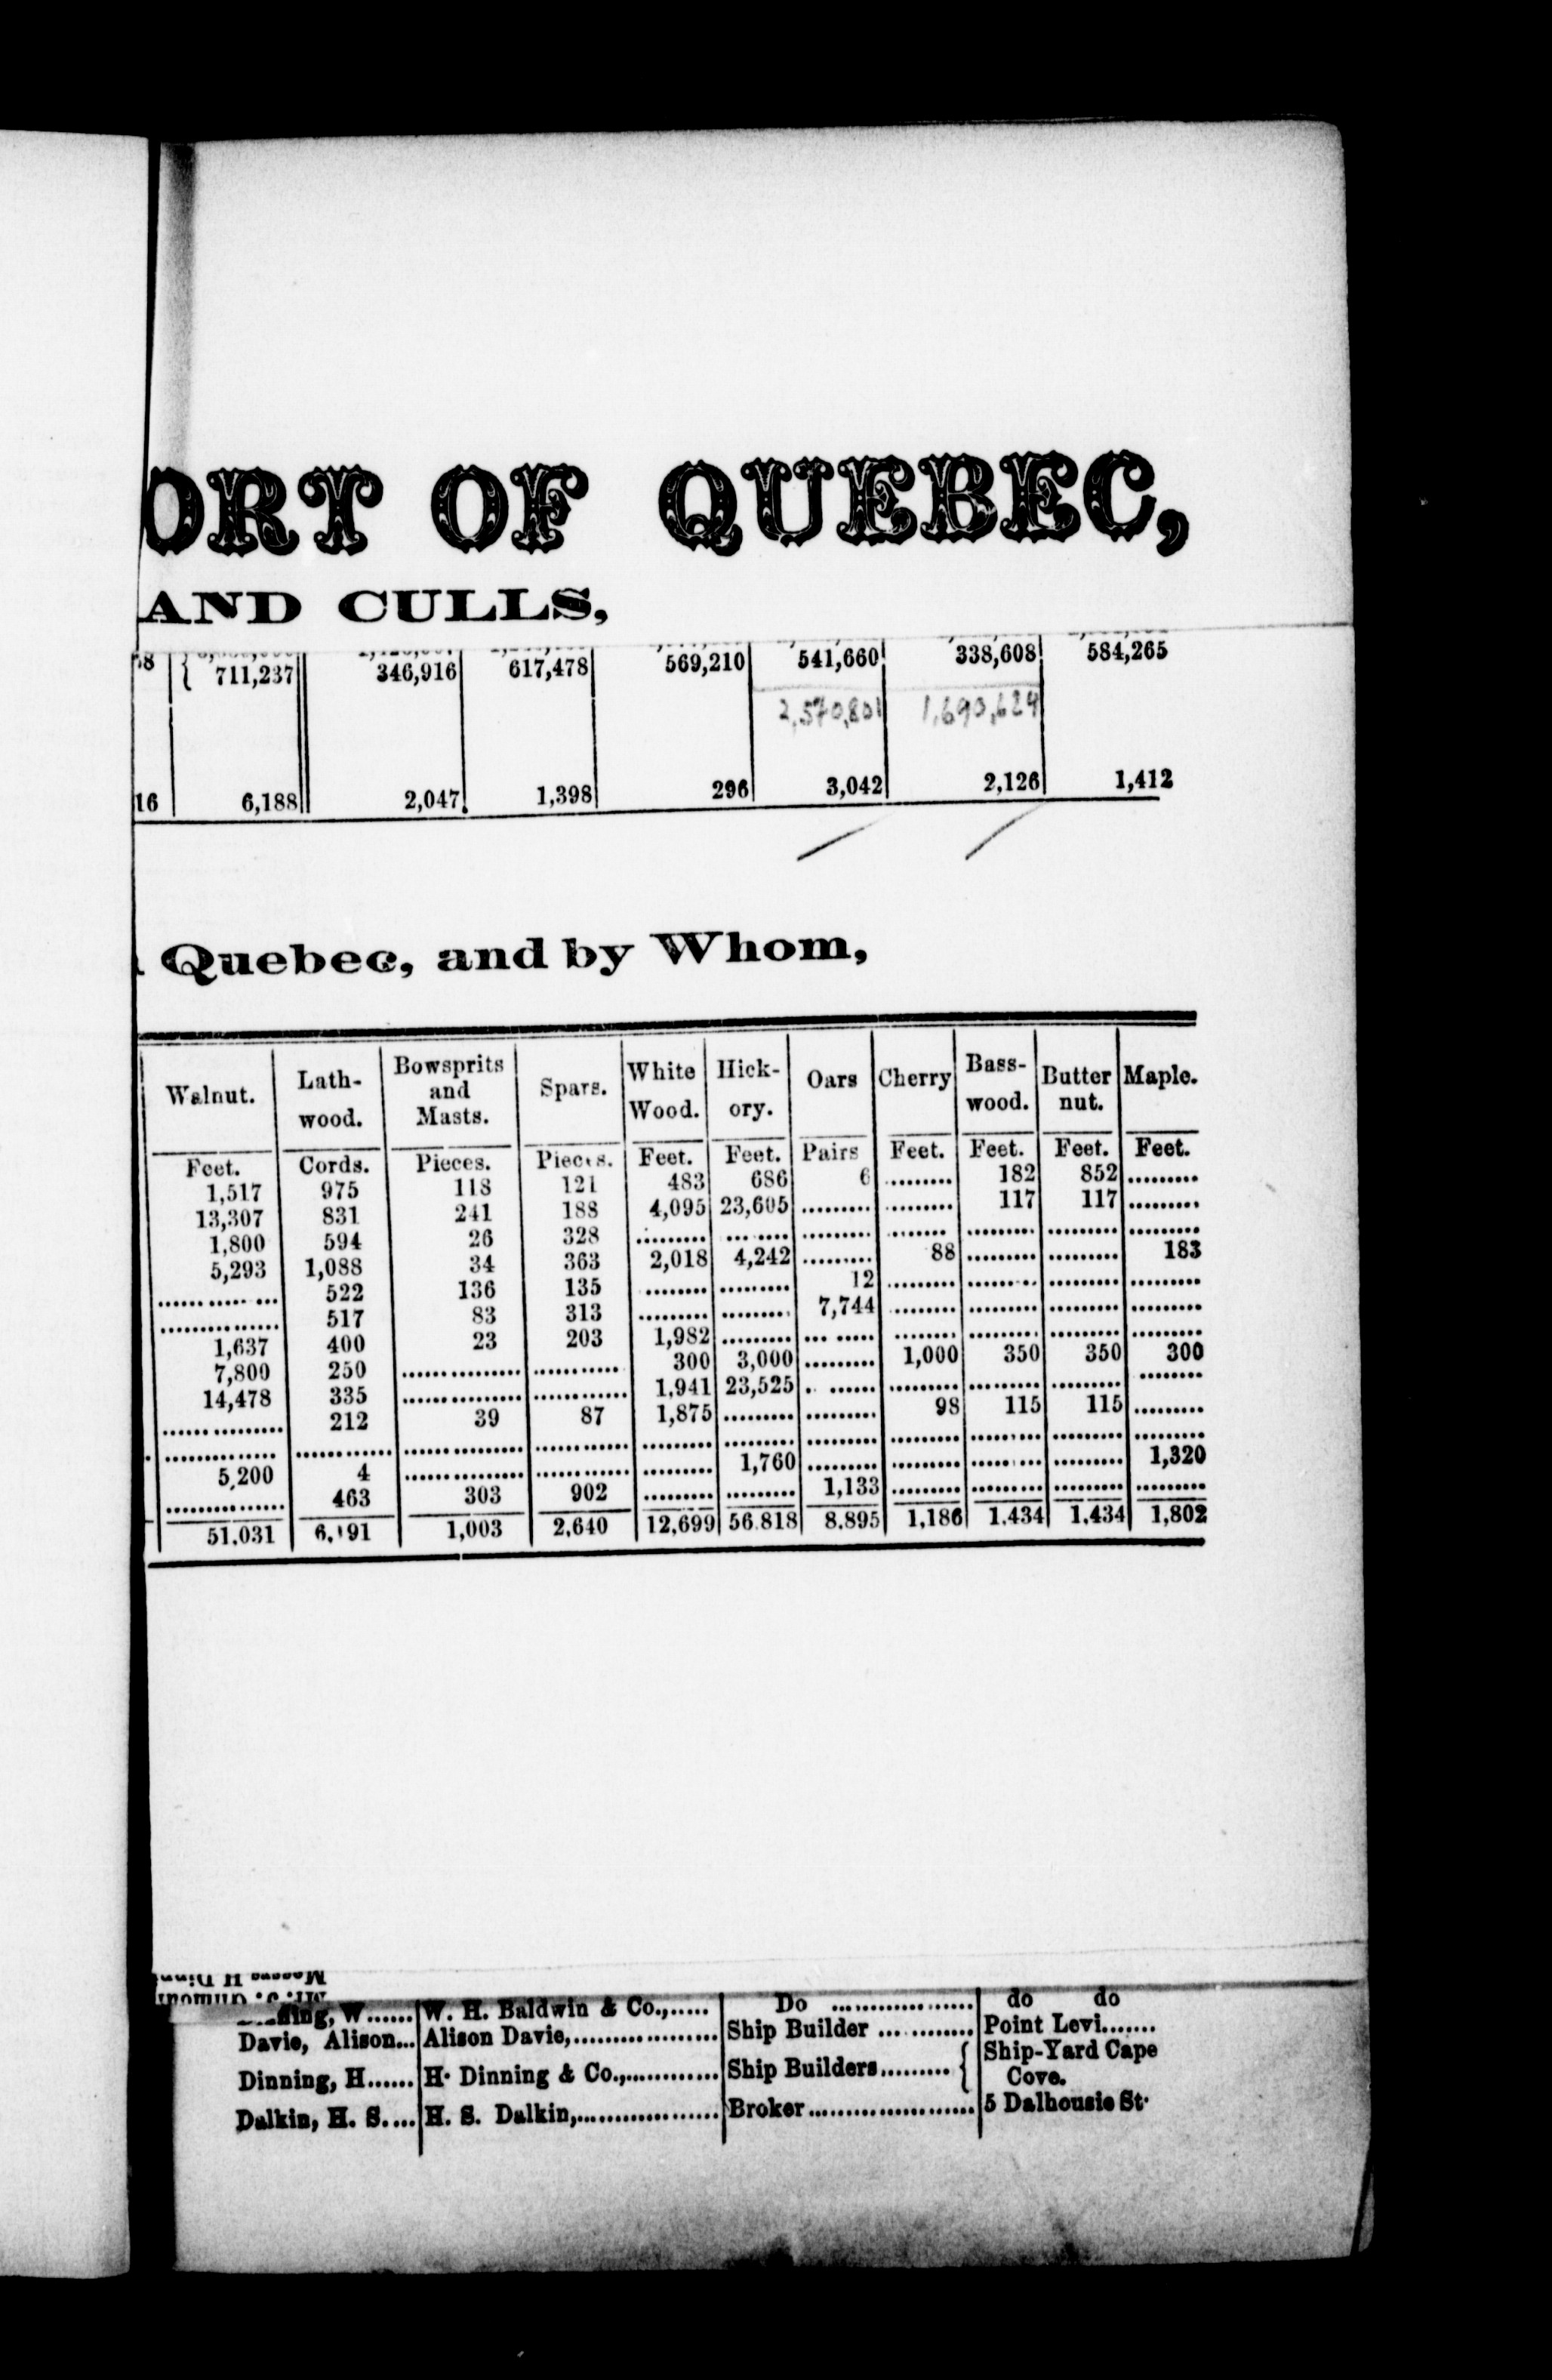 ORT OF QUEBEC,
AND CULLS,
711,237 346,916 617,478 569,210 541,660 338,608 584,265
2,570,801 1,690,624
16 6,188 2,047 1,398 296 3,042 2,126 1,412
Quebec, and by Whom,
Walnut. Lath-wood. Bowsprits and Masts. Spars. White Wood. Hick-ory. Oars Cherry Bass-wood. Butter nut. Maple.
Feet. Cords. Pieces. Pieces. Feet. Feet. Pairs Feet. Feet. Feet. Feet.
1,517 975 118 121 483 686 6 ......... 182 852 .........
13,307 831 241 188 4,095 23,605 ......... ......... 117 117 .........
1,800 594 26 328 ......... ......... ......... ......... ......... ......... .........
5,293 1,088 34 363 2,018 4,242 ......... 88 ......... ......... 183
......... 522 136 135 ......... ......... 12 ......... ......... ......... .........
......... 517 83 313 ......... ......... 7,744 ......... ......... ......... .........
1,637 400 23 203 1,982 ......... ......... ......... ......... ......... .........
7,800 250 ......... ......... 300 3,000 ......... 1,000 350 350 300
14,478 335 ......... ......... 1,941 23,525 ......... ......... ......... ......... .........
......... 212 39 87 1,875 ......... ......... 98 115 115 .........
......... ......... ......... ......... ......... ......... ......... ......... ......... ......... .........
5,200 4 ......... ......... ......... 1,760 ......... ......... ......... ......... 1,320
......... 463 303 902 ......... ......... 1,133 ......... ......... ......... .........
51.031 6,191 1,003 2,640 12,699 56.818 8.895 1,186 1.434 1.434 1,802
W...... W. H. Baldwin & Co.,..... Do .................. do do
Davie, Alison... Alison Davie,.................. Ship Builder ............ Point Levi.......
Dinning, H...... H. Dinning & Co.,............ Ship Builders......... { Ship-Yard Cape Cove.
Dalkin, H. S.... H. S. Dalkin,.................. Broker...................... 5 Dalhousie St.